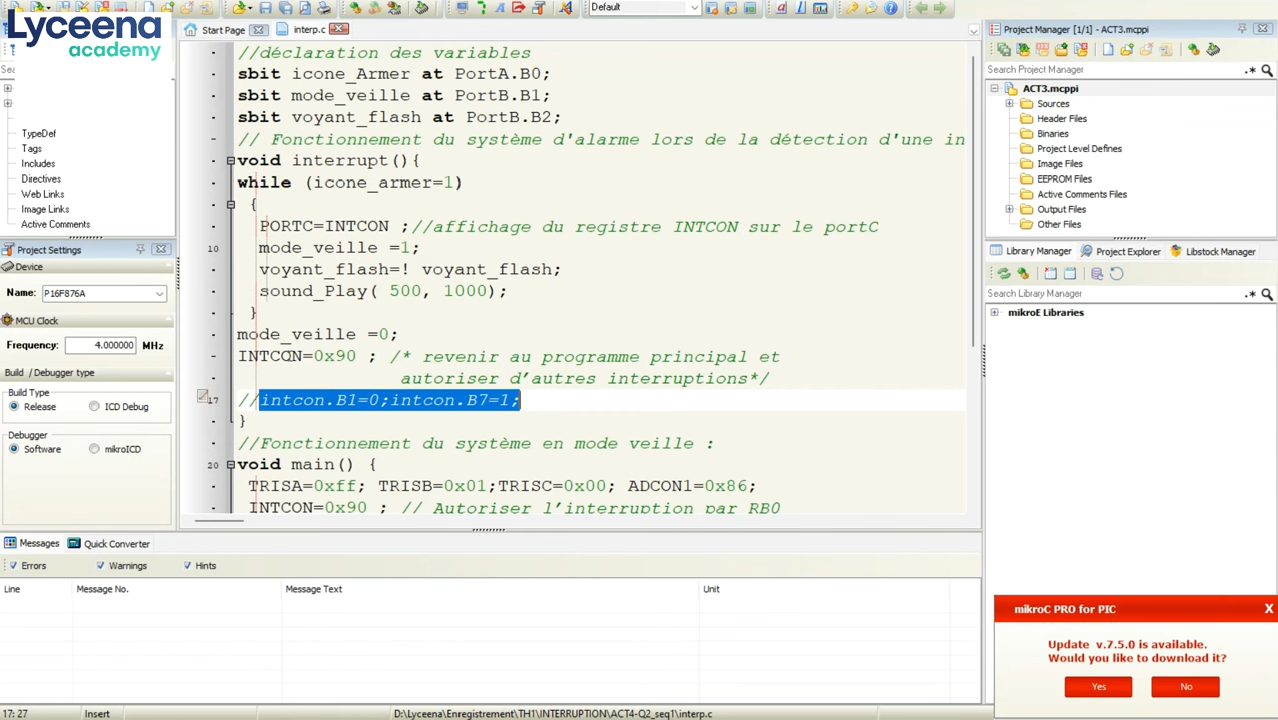 Default
Lyceena
academy
Start Page
interp.c
//déclaration des variables
sbit icone_Armer at PortA.B0;
sbit mode_veille at PortB.B1;
sbit voyant_flash at PortB.B2;
// Fonctionnement du système d'alarme lors de la détection d'une in
void interrupt(){
while (icone_armer=1)
{
PORTC=INTCON ;//affichage du registre INTCON sur le portC
10 mode_veille =1;
voyant_flash=! voyant_flash;
sound_Play( 500, 1000);
}
mode_veille =0;
INTCON=0x90 ; /* revenir au programme principal et
autoriser d’autres interruptions*/
17 //intcon.B1=0;intcon.B7=1;
}
//Fonctionnement du système en mode veille :
20 void main() {
TRISA=0xff; TRISB=0x01;TRISC=0x00; ADCON1=0x86;
INTCON=0x90 ; // Autoriser l’interruption par RB0
TypeDef
Tags
Includes
Directives
Web Links
Image Links
Active Comments
Project Settings
Device
Name: P16F876A
MCU Clock
Frequency: 4.000000 MHz
Build / Debugger type
Build Type
Release ICD Debug
Debugger
Software mikroICD
Project Manager [1/1] - ACT3.mcppi
Search Project Manager
ACT3.mcppi
Sources
Header Files
Binaries
Project Level Defines
Image Files
EEPROM Files
Active Comments Files
Output Files
Other Files
Library Manager Project Explorer Libstock Manager
Search Library Manager
mikroE Libraries
Messages Quick Converter
Errors Warnings Hints
Line Message No. Message Text Unit
mikroC PRO for PIC X
Update v.7.5.0 is available.
Would you like to download it?
Yes No
17: 27 Insert D:\Lyceena\Enregistrement\TH1\INTERRUPTION\ACT4-Q2_seq1\interp.c